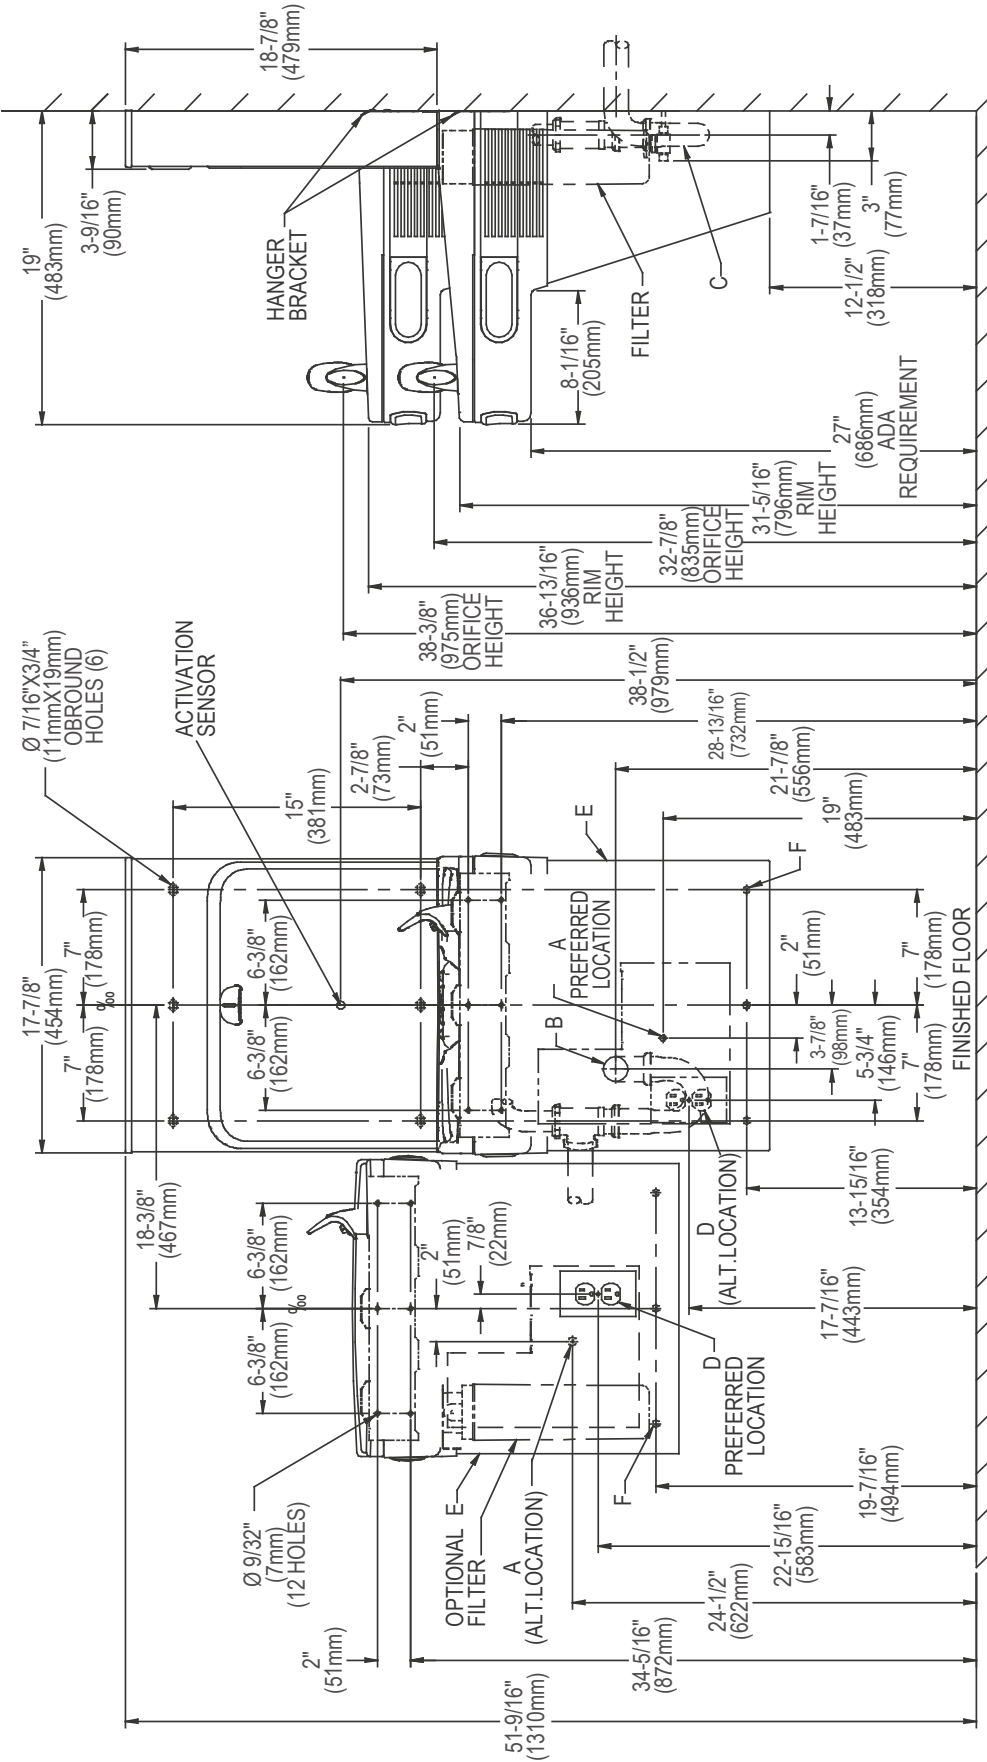 18-7/8"
(479mm)
19"
(483mm)
3-9/16"
(90mm)
HANGER
BRACKET
1-7/16"
(37mm)
3"
(77mm)
12-1/2"
(318mm)
FILTER
C
8-1/16"
(205mm)
27"
(686mm)
ADA
REQUIREMENT
31-5/16"
(796mm)
RIM
HEIGHT
32-7/8"
(835mm)
ORIFICE
HEIGHT
36-13/16"
(936mm)
RIM
HEIGHT
38-3/8"
(975mm)
ORIFICE
HEIGHT
Ø 7/16"X3/4"
(11mmX19mm)
OBROUND
HOLES (6)
ACTIVATION
SENSOR
38-1/2"
(979mm)
2"
(51mm)
2-7/8"
(73mm)
15"
(381mm)
28-13/16"
(732mm)
21-7/8"
(556mm)
19"
(483mm)
E
F
17-7/8"
(454mm)
7"
(178mm)
7"
(178mm)
6-3/8"
(162mm)
6-3/8"
(162mm)
A
PREFERRED
LOCATION
B
2"
(51mm)
3-7/8"
(98mm)
5-3/4"
(146mm)
7"
(178mm)
7"
(178mm)
FINISHED FLOOR
13-15/16"
(354mm)
D
(ALT.LOCATION)
17-7/16"
(443mm)
18-3/8"
(467mm)
6-3/8"
(162mm)
6-3/8"
(162mm)
2"
(51mm)
7/8"
(22mm)
D
PREFERRED
LOCATION
F
19-7/16"
(494mm)
22-15/16"
(583mm)
24-1/2"
(622mm)
Ø 9/32"
(7mm)
(12 HOLES)
OPTIONAL
FILTER
E
A
(ALT.LOCATION)
2"
(51mm)
34-5/16"
(872mm)
51-9/16"
(1310mm)